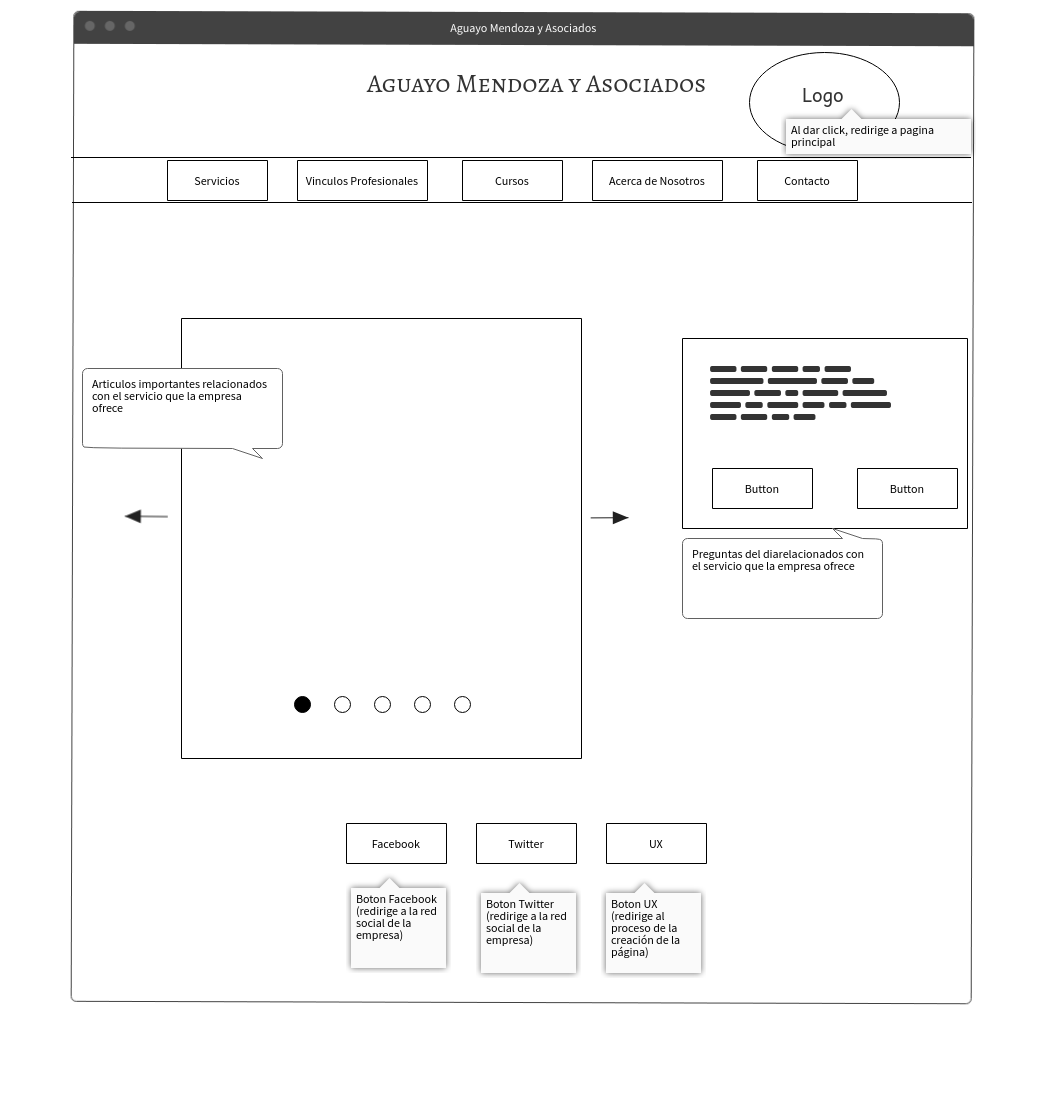 Aguayo Mendoza y Asociados
Aguayo Mendoza y Asociados
Logo
Al dar click, redirige a pagina
principal
Servicios
Vinculos Profesionales
Cursos
Acerca de Nosotros
Contacto
Articulos importantes relacionados
con el servicio que la empresa
ofrece
Button
Button
Preguntas del diarelacionados con
el servicio que la empresa ofrece
Facebook
Twitter
UX
Boton Facebook
(redirige a la red
social de la
empresa)
Boton Twitter
(redirige a la red
social de la
empresa)
Boton UX
(redirige al
proceso de la
creación de la
página)